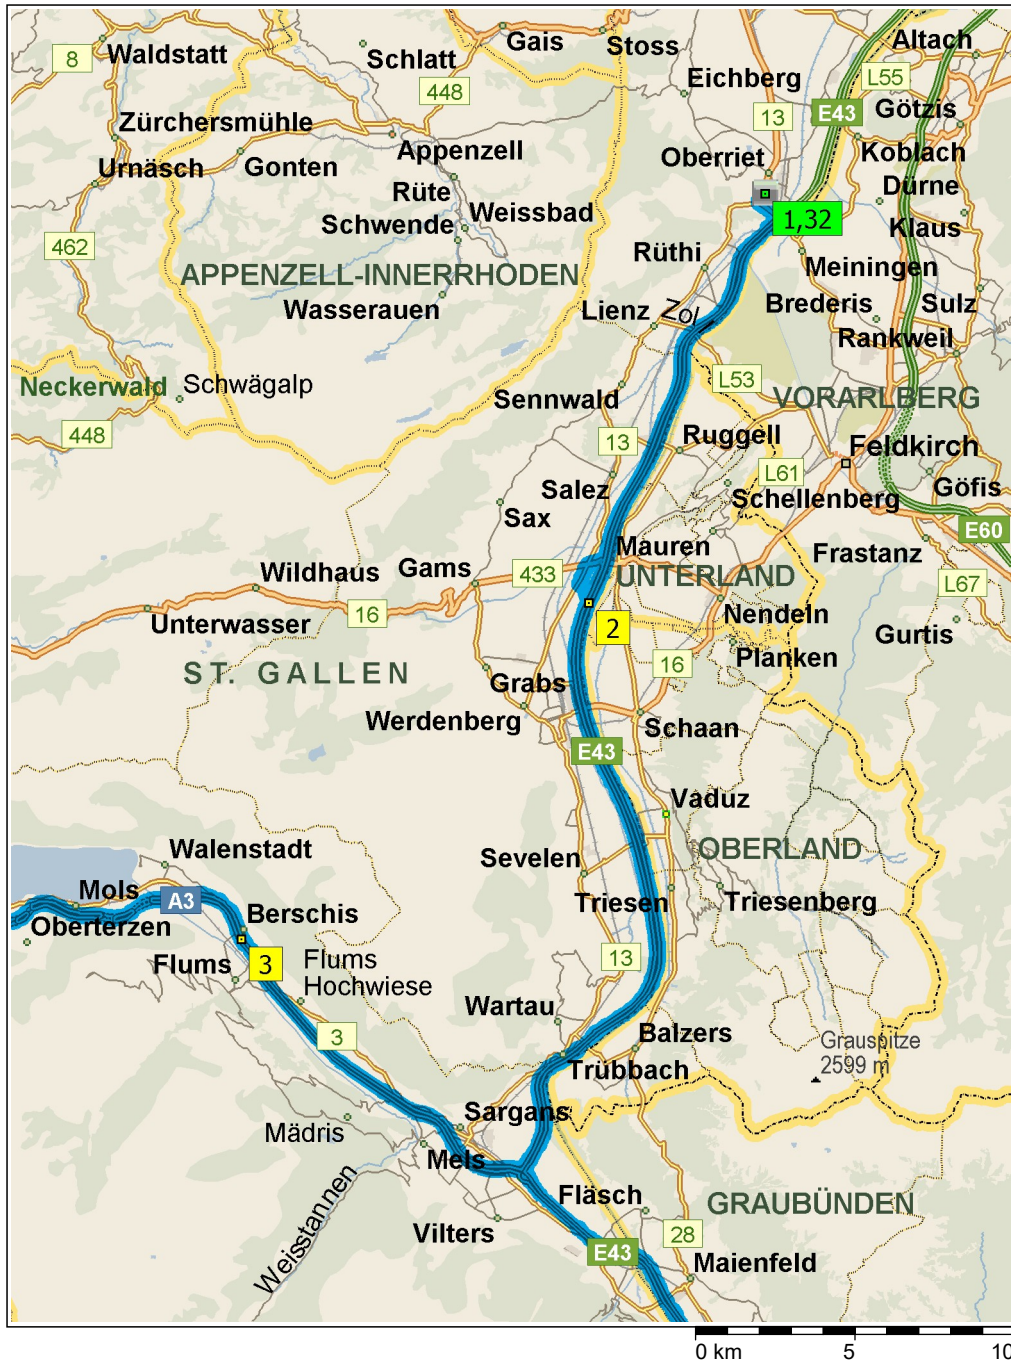 Waldstatt
8
Schlatt
Gais
Stoss
Altach
L55
Eichberg
448
13
E43
Götzis
Zürchersmühle
Appenzell
Oberriet
Koblach
Urnäsch
Gonten
Rüte
Dürne
Schwende
Weissbad
1,32
Klaus
462
Rüthi
Meiningen
APPENZELL-INNERRHODEN
Wasserauen
Lienz
Zol
Brederis
Sulz
Rankweil
Neckerwald
Schwägalp
L53
VORARLBERG
Sennwald
448
13
Ruggell
Feldkirch
L61
Salez
Schellenberg
Göfis
Sax
E60
Mauren
Frastanz
Wildhaus
Gams
433
UNTERLAND
L67
16
Unterwasser
2
Nendeln
Gurtis
Planken
ST. GALLEN
16
Grabs
Werdenberg
Schaan
E43
Vaduz
Walenstadt
Sevelen
OBERLAND
Mols
A3
Triesen
Triesenberg
Oberterzen
Berschis
Flums
3
Flums
Hochwiese
13
Wartau
3
Balzers
Grauspitze
2599 m
Trübbach
Sargans
Mädris
Mels
Weisstannen
Fläsch
GRAUBÜNDEN
Vilters
E43
28
Maienfeld
0 km
5
10